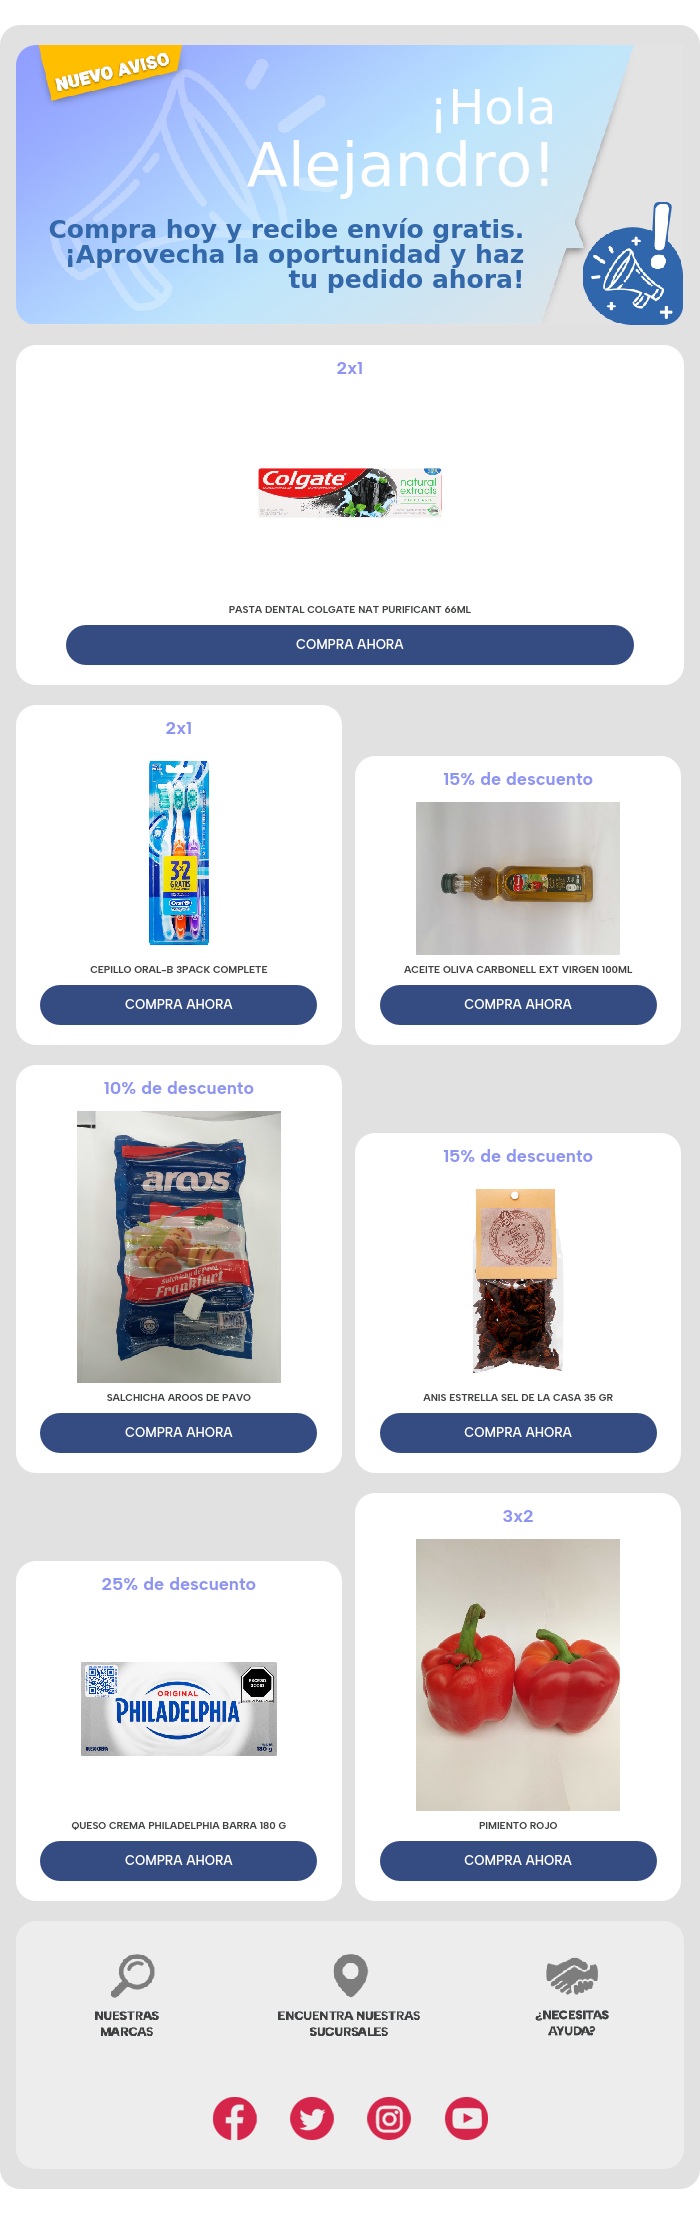 NUEVO AVISO
¡Hola
Alejandro!
Compra hoy y recibe envío gratis.
¡Aprovecha la oportunidad y haz
tu pedido ahora!
2x1
Colgate
natural
extracts
PASTA DENTAL COLGATE NAT PURIFICANT 66ML
COMPRA AHORA
2x1
3x2
GRATIS
Oral-B
CEPILLO ORAL-B 3PACK COMPLETE
COMPRA AHORA
15% de descuento
ACEITE OLIVA CARBONELL EXT VIRGEN 100ML
COMPRA AHORA
10% de descuento
aroos
Salchicha de Pavo
Frankfurt
SALCHICHA AROOS DE PAVO
COMPRA AHORA
15% de descuento
ANIS ESTRELLA SEL DE LA CASA 35 GR
COMPRA AHORA
25% de descuento
EXCESO
ORIGINAL
PHILADELPHIA
180 g
QUESO CREMA PHILADELPHIA BARRA 180 G
COMPRA AHORA
3x2
PIMIENTO ROJO
COMPRA AHORA
NUESTRAS
MARCAS
ENCUENTRA NUESTRAS
SUCURSALES
¿NECESITAS
AYUDA?